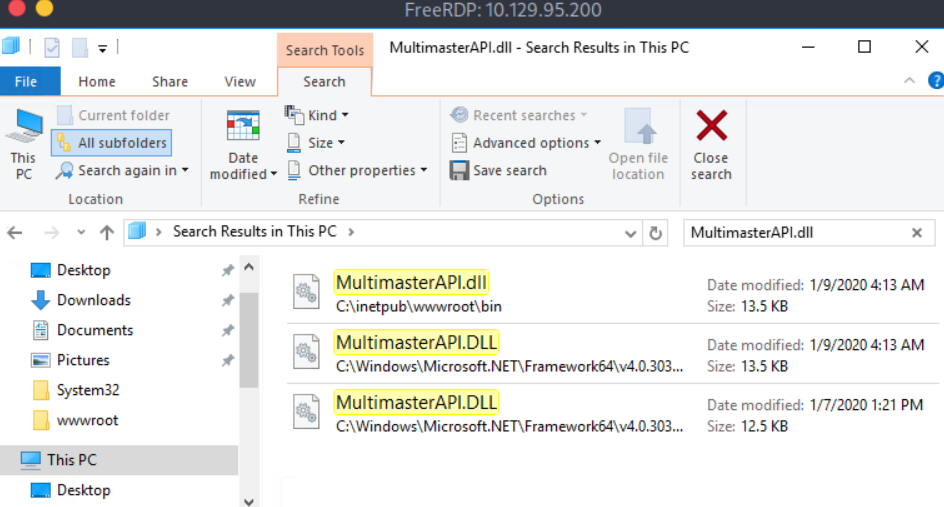 FreeRDP: 10.129.95.200
Search Tools
MultimasterAPI.dll - Search Results in This PC
File
Home
Share
View
Search
?
This PC
Current folder
All subfolders
Search again in
Location
Date modified
Kind
Size
Other properties
Refine
Recent searches
Advanced options
Save search
Open file location
Options
Close search
Search Results in This PC
MultimasterAPI.dll
Desktop
Downloads
Documents
Pictures
System32
wwwroot
This PC
Desktop
MultimasterAPI.dll
C:\inetpub\wwwroot\bin
Date modified: 1/9/2020 4:13 AM
Size: 13.5 KB
MultimasterAPI.DLL
C:\Windows\Microsoft.NET\Framework64\v4.0.303...
Date modified: 1/9/2020 4:13 AM
Size: 13.5 KB
MultimasterAPI.DLL
C:\Windows\Microsoft.NET\Framework64\v4.0.303...
Date modified: 1/7/2020 1:21 PM
Size: 12.5 KB